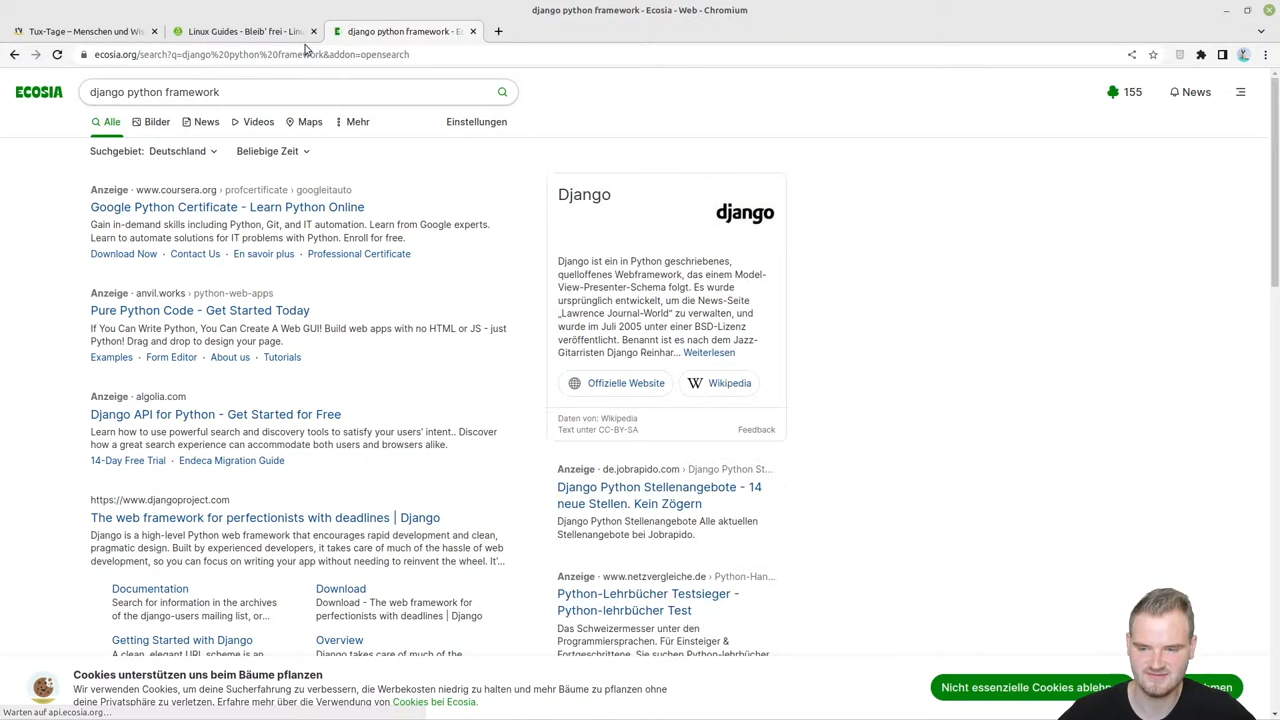 django python framework - Ecosia - Web - Chromium
Tux-Tage – Menschen und Wis
Linux Guides - Bleib' frei - Linu
django python framework - Ec
ecosia.org/search?q=django%20python%20framework&addon=opensearch
ECOSIA
django python framework
155
News
Alle
Bilder
News
Videos
Maps
Mehr
Einstellungen
Suchgebiet: Deutschland
Beliebige Zeit
Anzeige · www.coursera.org › profcertificate › googleitauto
Google Python Certificate - Learn Python Online
Gain in-demand skills including Python, Git, and IT automation. Learn from Google experts.
Learn to automate solutions for IT problems with Python. Enroll for free.
Download Now · Contact Us · En savoir plus · Professional Certificate
Anzeige · anvil.works › python-web-apps
Pure Python Code - Get Started Today
If You Can Write Python, You Can Create A Web GUI! Build web apps with no HTML or JS - just
Python! Drag and drop to design your page.
Examples · Form Editor · About us · Tutorials
Anzeige · algolia.com
Django API for Python - Get Started for Free
Learn how to use powerful search and discovery tools to satisfy your users' intent.. Discover
how a great search experience can accommodate both users and browsers alike.
14-Day Free Trial · Endeca Migration Guide
https://www.djangoproject.com
The web framework for perfectionists with deadlines | Django
Django is a high-level Python web framework that encourages rapid development and clean,
pragmatic design. Built by experienced developers, it takes care of much of the hassle of web
development, so you can focus on writing your app without needing to reinvent the wheel. It'...
Documentation
Search for information in the archives
of the django-users mailing list, or...
Download
Download - The web framework for
perfectionists with deadlines | Django
Getting Started with Django
A clean, elegant URL scheme is an
Overview
Django takes care of much of the
Django
django
Django ist ein in Python geschriebenes,
quelloffenes Webframework, das einem Model-
View-Presenter-Schema folgt. Es wurde
ursprünglich entwickelt, um die News-Seite
„Lawrence Journal-World" zu verwalten, und
wurde im Juli 2005 unter einer BSD-Lizenz
veröffentlicht. Benannt ist es nach dem Jazz-
Gitarristen Django Reinhar... Weiterlesen
Offizielle Website
W Wikipedia
Daten von: Wikipedia
Text unter CC-BY-SA
Feedback
Anzeige · de.jobrapido.com › Django Python St...
Django Python Stellenangebote - 14
neue Stellen. Kein Zögern
Django Python Stellenangebote Alle aktuellen
Stellenangebote bei Jobrapido.
Anzeige · www.netzvergleiche.de › Python-Han...
Python-Lehrbücher Testsieger -
Python-lehrbücher Test
Das Schweizermesser unter den
Programmiersprachen. Für Einsteiger &
Fortgeschrittene. Sie suchen Python-lehrbücher
Cookies unterstützen uns beim Bäume pflanzen
Wir verwenden Cookies, um deine Sucherfahrung zu verbessern, die Werbekosten niedrig zu halten und mehr Bäume zu pflanzen ohne
deine Privatsphäre zu verletzen. Erfahre mehr über die Verwendung von Cookies bei Ecosia.
Nicht essenzielle Cookies ablehn
hmen
Warten auf api.ecosia.org...